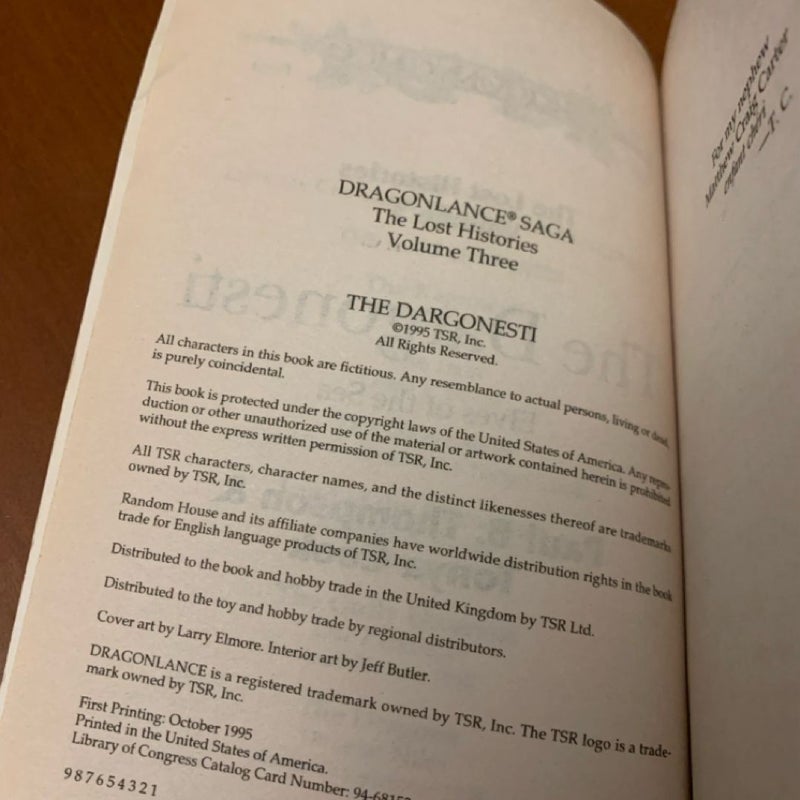 DRAGONLANCE® SAGA
The Lost Histories
Volume Three
THE DARGONESTI
©1995 TSR, Inc.
All Rights Reserved.
All characters in this book are fictitious. Any resemblance to actual persons, living or dead,
is purely coincidental.
This book is protected under the copyright laws of the United States of America. Any repro-
duction or other unauthorized use of the material or artwork contained herein is prohibited
without the express written permission of TSR, Inc.
All TSR characters, character names, and the distinct likenesses thereof are trademarks
owned by TSR, Inc.
Random House and its affiliate companies have worldwide distribution rights in the book
trade for English language products of TSR, Inc.
Distributed to the book and hobby trade in the United Kingdom by TSR Ltd.
Distributed to the toy and hobby trade by regional distributors.
Cover art by Larry Elmore. Interior art by Jeff Butler.
DRAGONLANCE is a registered trademark owned by TSR, Inc. The TSR logo is a trade-
mark owned by TSR, Inc.
First Printing: October 1995
Printed in the United States of America.
Library of Congress Catalog Card Number:
987654321
For my nephew
Matthew Craig Carter
enfant chéri
—T. C.